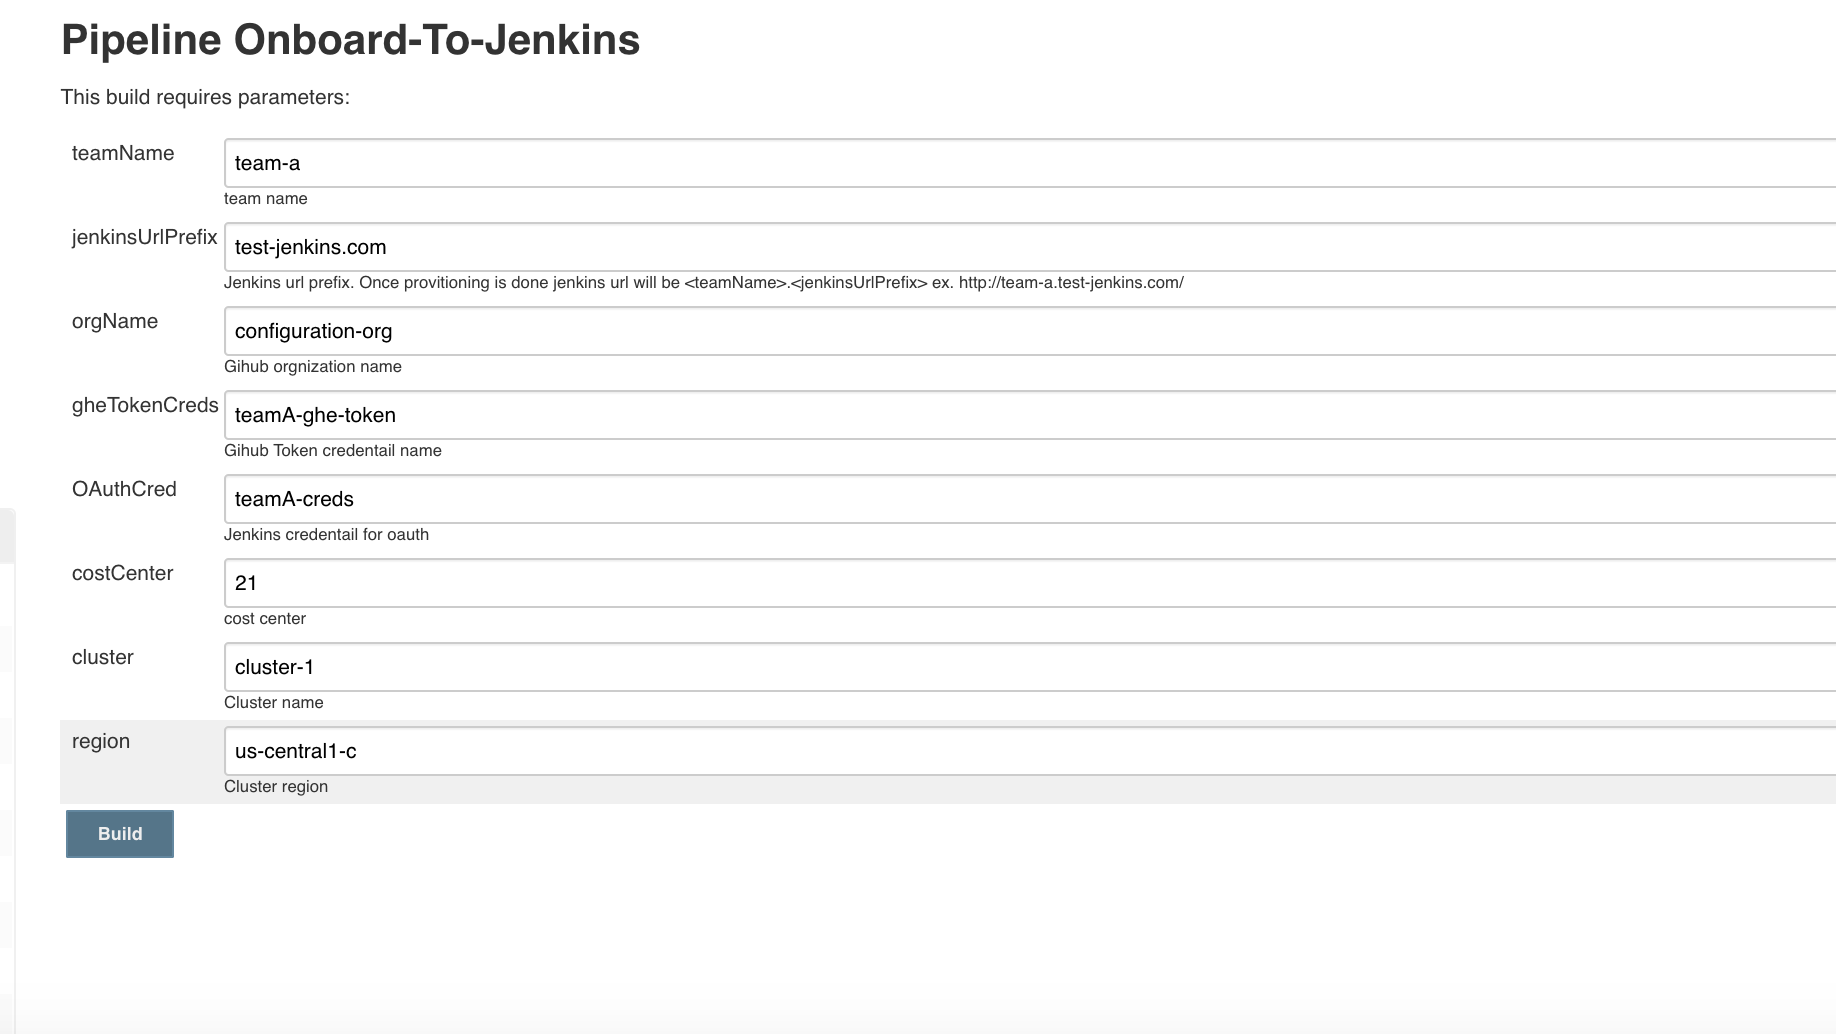 Pipeline Onboard-To-Jenkins
This build requires parameters:
teamName
team-a
team name
jenkinsUrlPrefix
test-jenkins.com
Jenkins url prefix. Once provitioning is done jenkins url will be <teamName>.<jenkinsUrlPrefix> ex. http://team-a.test-jenkins.com/
orgName
configuration-org
Gihub orgnization name
gheTokenCreds
teamA-ghe-token
Gihub Token credentail name
OAuthCred
teamA-creds
Jenkins credentail for oauth
costCenter
21
cost center
cluster
cluster-1
Cluster name
region
us-central1-c
Cluster region
Build